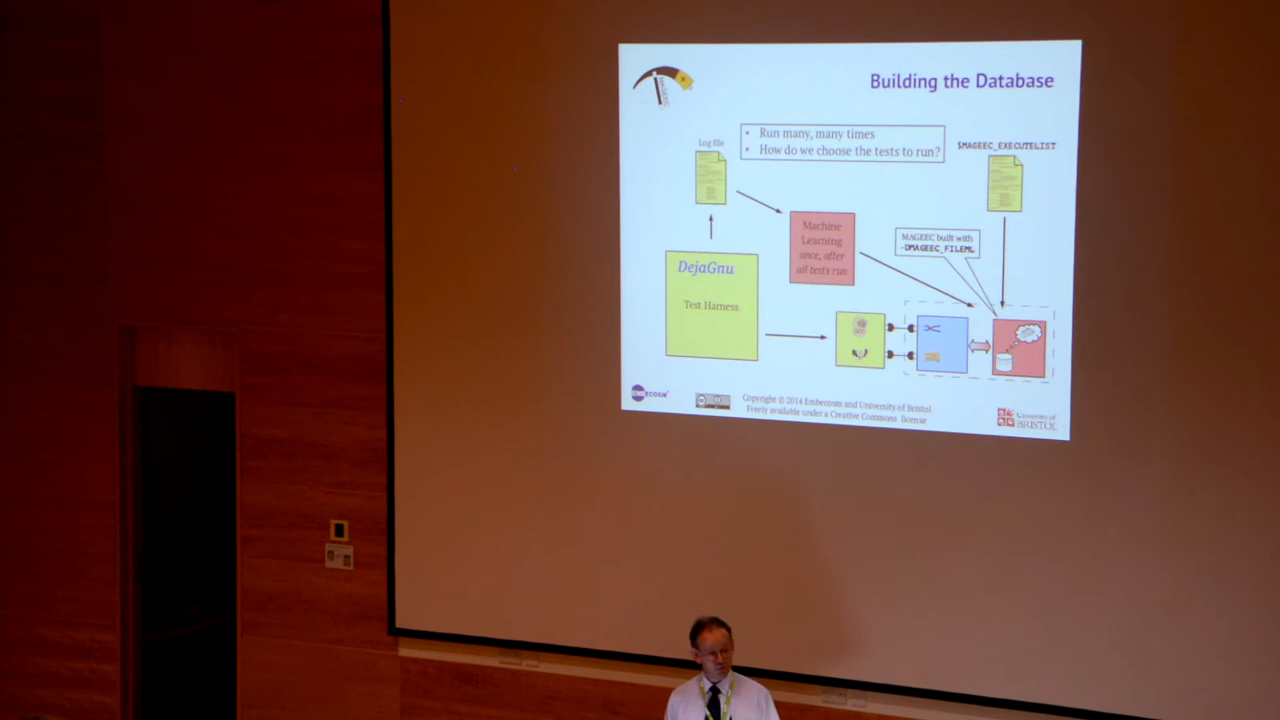 Building the Database
• Run many, many times
• How do we choose the tests to run?
Log file
$MAGEEC_EXECUTELIST
Machine
Learning
once, after
all tests run
MAGEEC built with
-DMAGEEC_FILEML
DejaGnu
Test Harness
EMBECOSM
Copyright © 2014 Embecosm and University of Bristol
Freely available under a Creative Commons license
University of
BRISTOL
MAGEEC